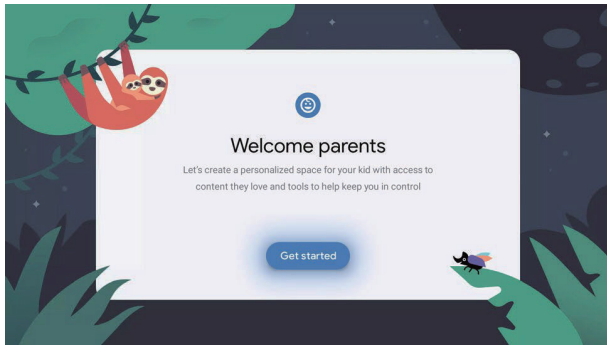 Welcome parents
Let's create a personalized space for your kid with access to
content they love and tools to help keep you in control
Get started